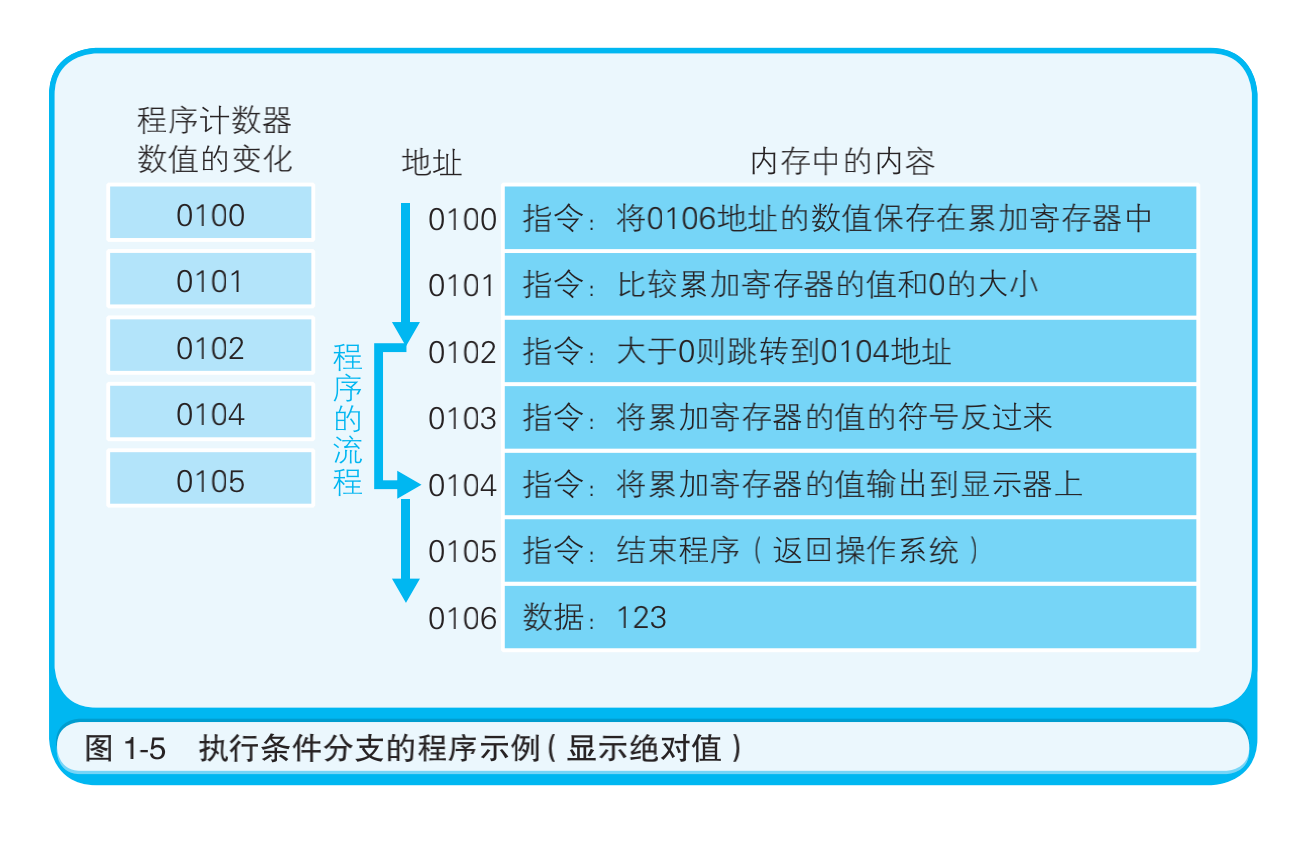 程序计数器
数值的变化
地址
内存中的内容
0100
0100
指令：将0106地址的数值保存在累加寄存器中
0101
0101
指令：比较累加寄存器的值和0的大小
0102
0102
指令：大于0则跳转到0104地址
0104
0103
指令：将累加寄存器的值的符号反过来
0105
0104
指令：将累加寄存器的值输出到显示器上
0105
指令：结束程序（返回操作系统）
0106
数据：123
程序的流程
图 1-5 执行条件分支的程序示例（显示绝对值）